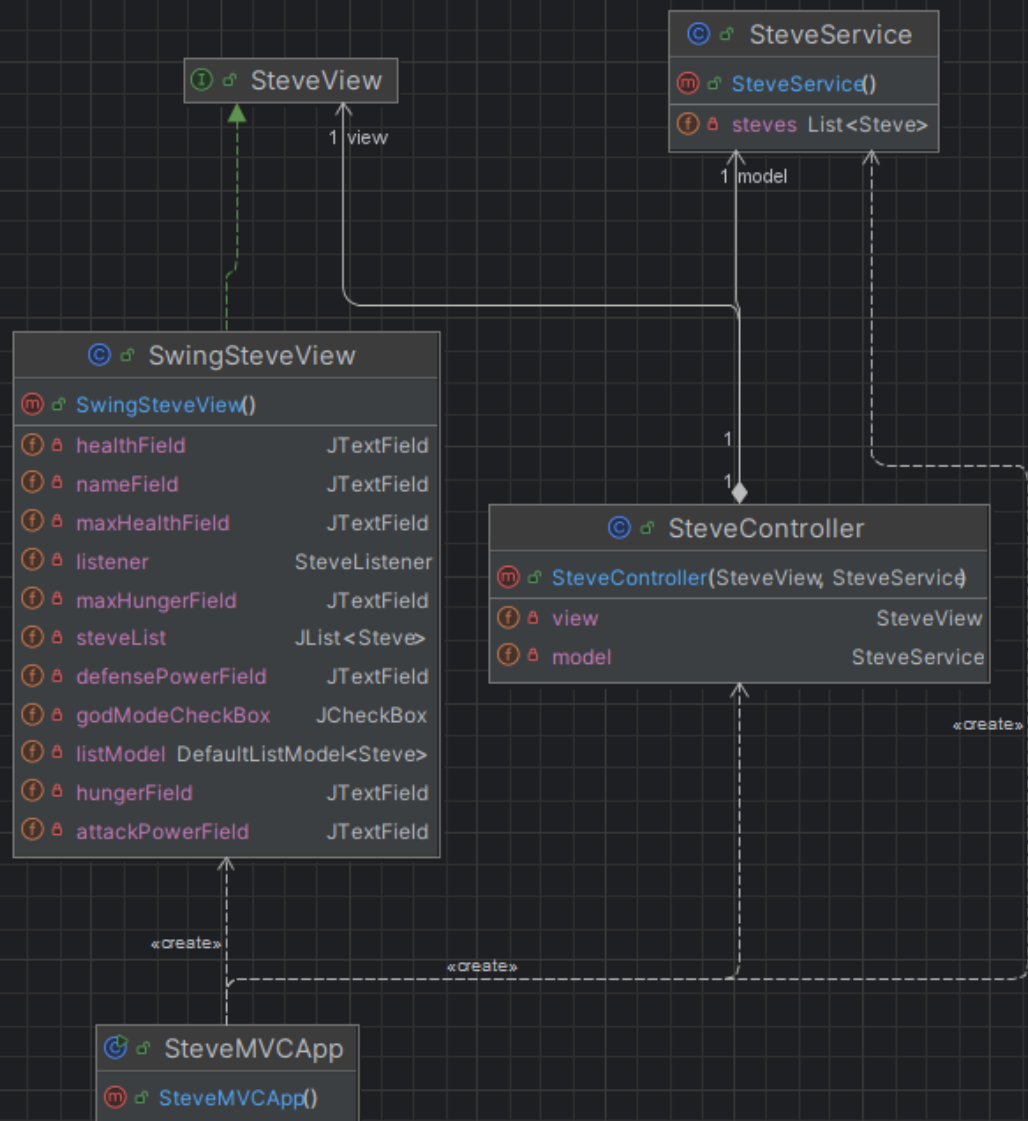 SteveService
SteveService()
steves List<Steve>
SteveView
1 view
1 model
SwingSteveView
SwingSteveView()
healthField JTextField
nameField JTextField
maxHealthField JTextField
listener SteveListener
maxHungerField JTextField
steveList JList<Steve>
defensePowerField JTextField
godModeCheckBox JCheckBox
listModel DefaultListModel<Steve>
hungerField JTextField
attackPowerField JTextField
1
1
SteveController
SteveController(SteveView, SteveService)
view SteveView
model SteveService
«create»
«create»
«create»
SteveMVCApp
SteveMVCApp()